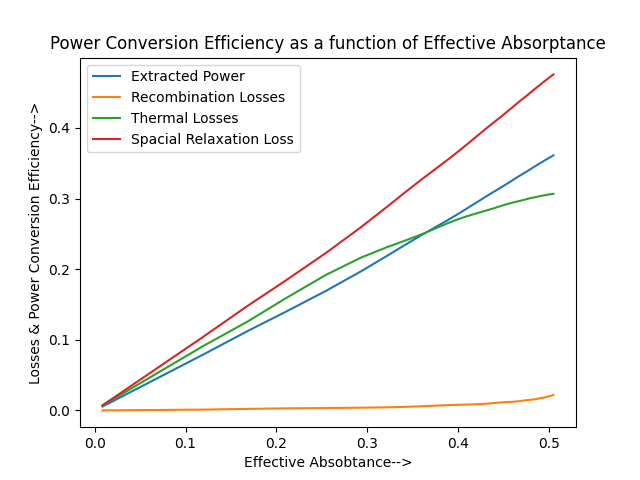 Power Conversion Efficiency as a function of Effective Absorptance
Extracted Power
Recombination Losses
Thermal Losses
Spacial Relaxation Loss
Losses & Power Conversion Efficiency-->
0.4
0.3
0.2
0.1
0.0
0.0 0.1 0.2 0.3 0.4 0.5
Effective Absobtance-->